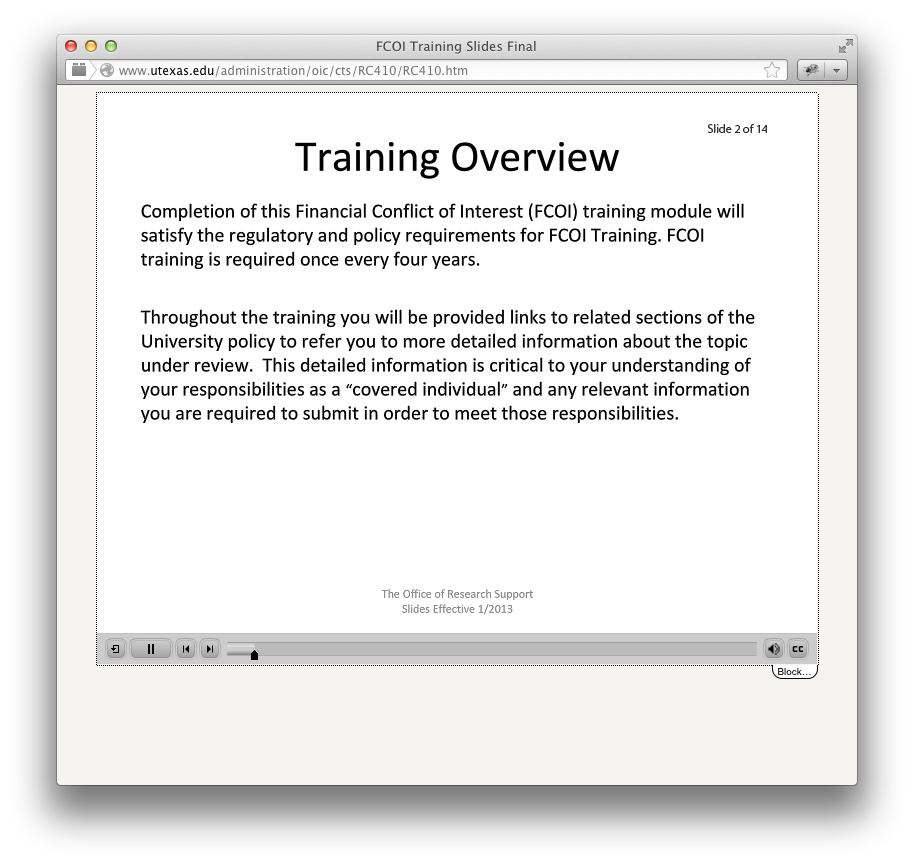 FCOI Training Slides Final
www.utexas.edu/administration/oic/cts/RC410/RC410.htm
Slide 2 of 14
Training Overview
Completion of this Financial Conflict of Interest (FCOI) training module will
satisfy the regulatory and policy requirements for FCOI Training. FCOI
training is required once every four years.
Throughout the training you will be provided links to related sections of the
University policy to refer you to more detailed information about the topic
under review.  This detailed information is critical to your understanding of
your responsibilities as a “covered individual” and any relevant information
you are required to submit in order to meet those responsibilities.
The Office of Research Support
Slides Effective 1/2013
CC
Block...